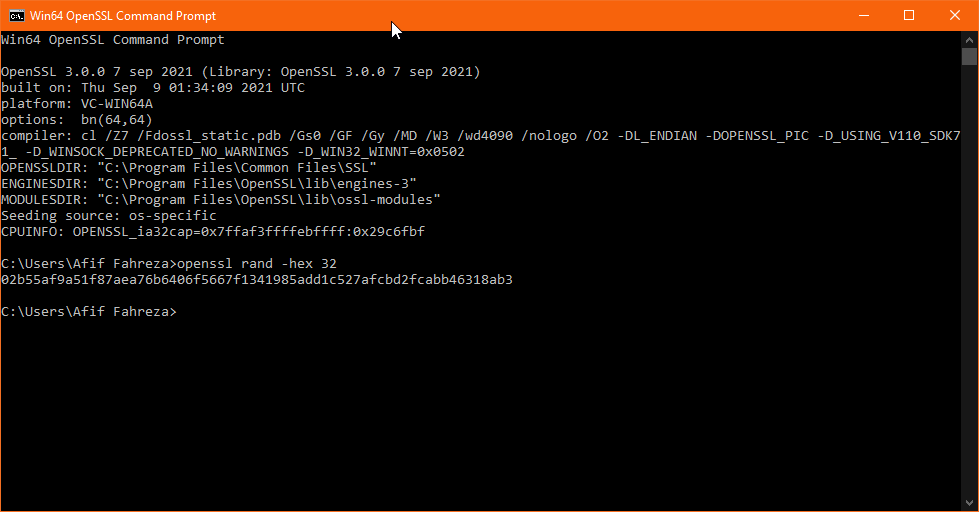 Win64 OpenSSL Command Prompt
Win64 OpenSSL Command Prompt
OpenSSL 3.0.0 7 sep 2021 (Library: OpenSSL 3.0.0 7 sep 2021)
built on: Thu Sep  9 01:34:09 2021 UTC
platform: VC-WIN64A
options:  bn(64,64)
compiler: cl /Z7 /Fdossl_static.pdb /Gs0 /GF /Gy /MD /W3 /wd4090 /nologo /O2 -DL_ENDIAN -DOPENSSL_PIC -D_USING_V110_SDK7
1_ -D_WINSOCK_DEPRECATED_NO_WARNINGS -D_WIN32_WINNT=0x0502
OPENSSLDIR: "C:\Program Files\Common Files\SSL"
ENGINESDIR: "C:\Program Files\OpenSSL\lib\engines-3"
MODULESDIR: "C:\Program Files\OpenSSL\lib\ossl-modules"
Seeding source: os-specific
CPUINFO: OPENSSL_ia32cap=0x7ffaf3ffffebffff:0x29c6fbf
C:\Users\Afif Fahreza>openssl rand -hex 32
02b55af9a51f87aea76b6406f5667f1341985add1c527afcbd2fcabb46318ab3
C:\Users\Afif Fahreza>